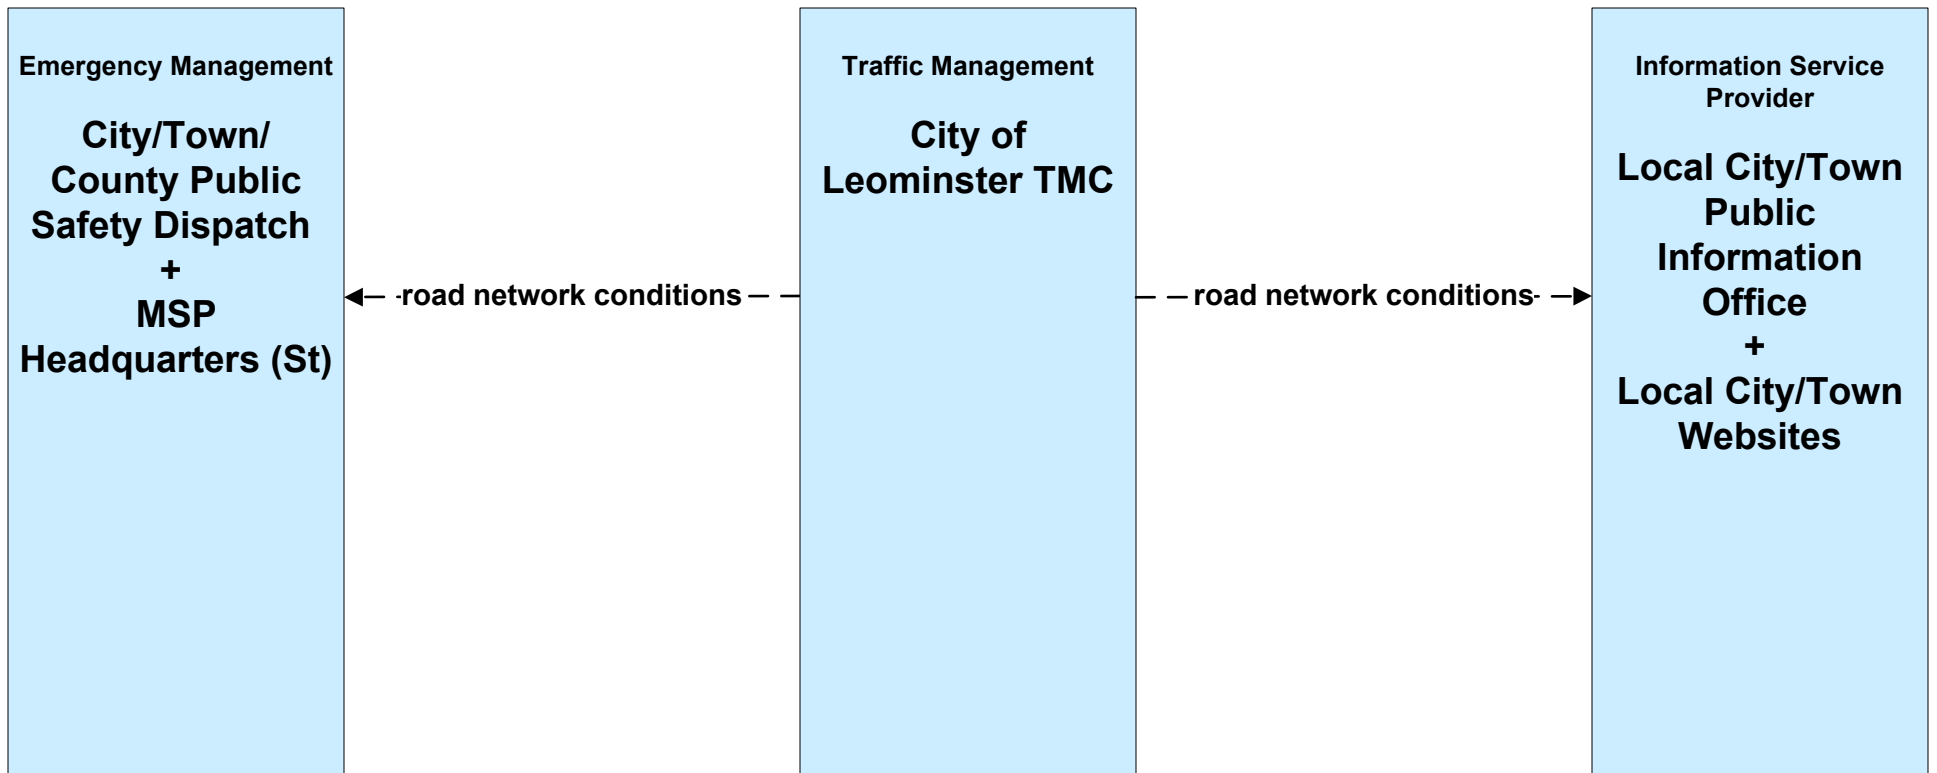 Emergency Management
City/Town/
County Public
Safety Dispatch
+
MSP
Headquarters (St)
road network conditions
Traffic Management
City of
Leominster TMC
road network conditions
Information Service
Provider
Local City/Town
Public
Information
Office
+
Local City/Town
Websites